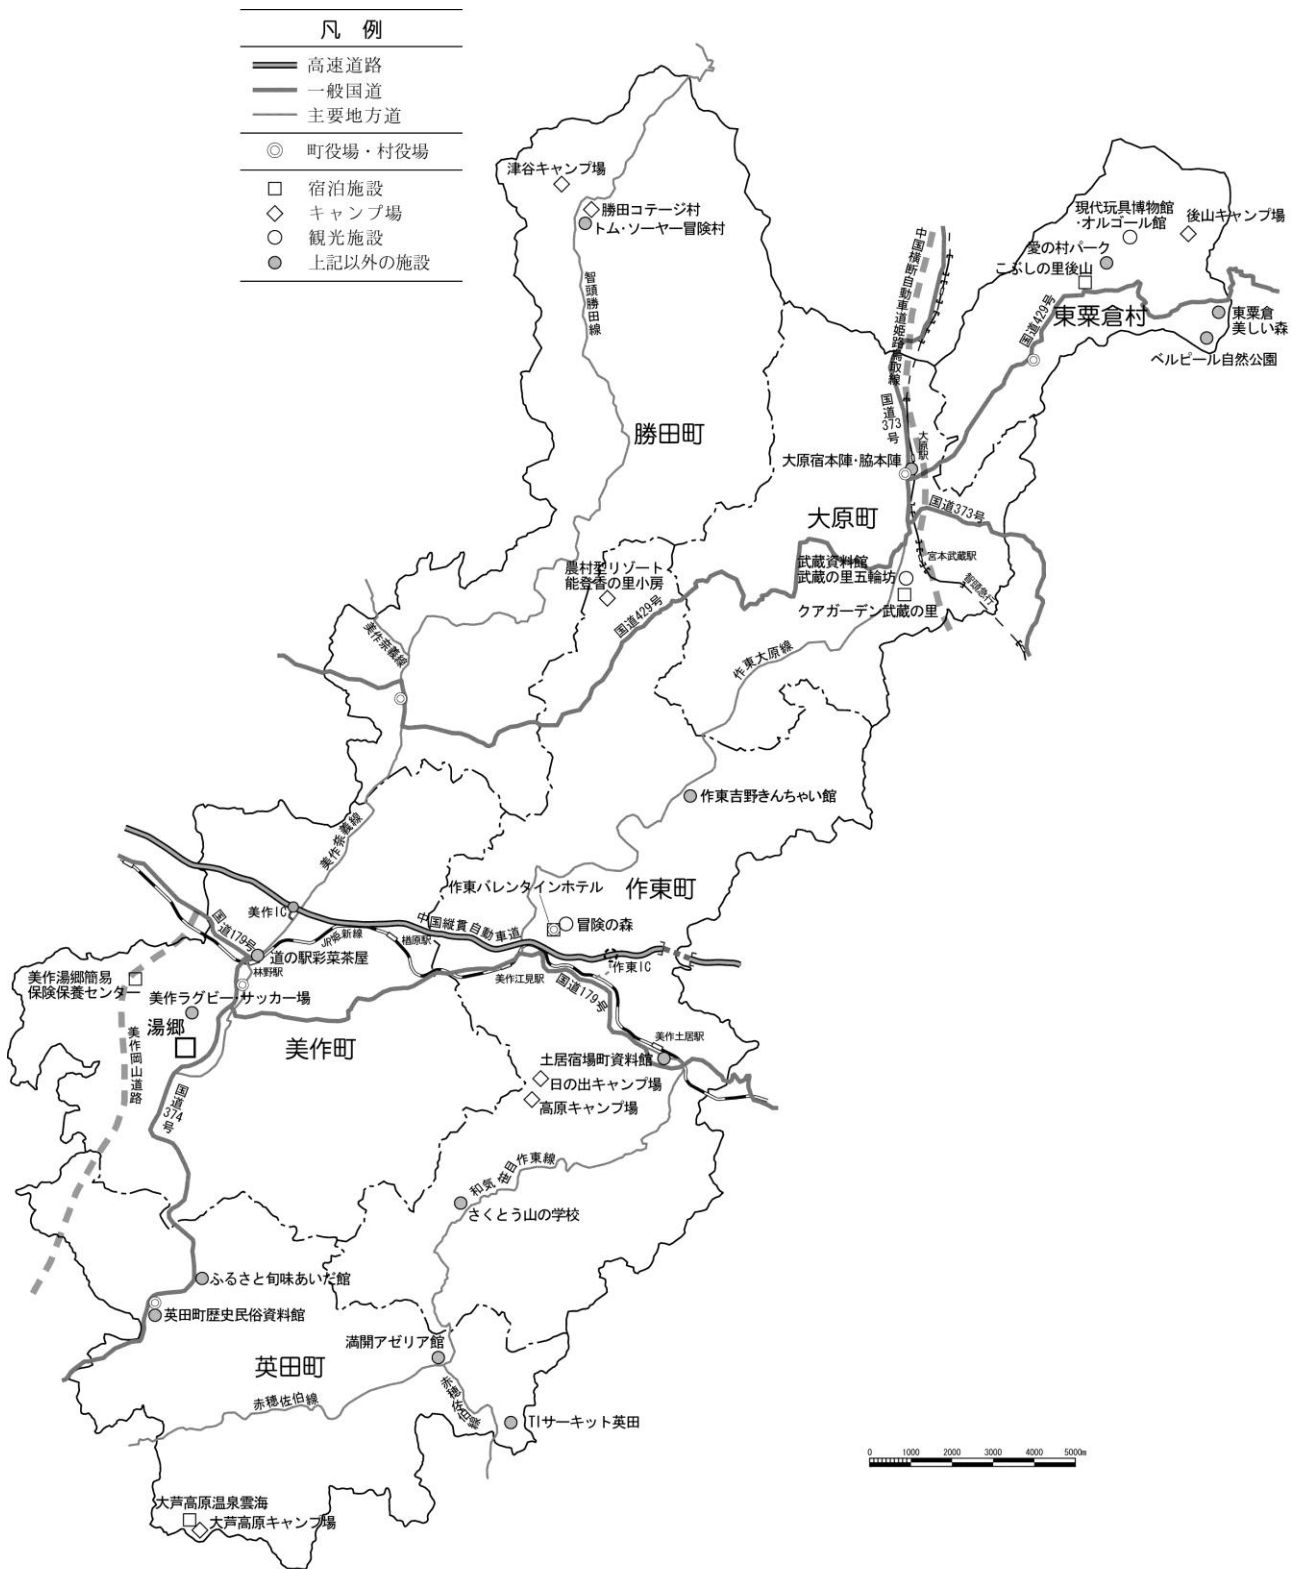 凡 例
高速道路
一般国道
主要地方道
町役場・村役場
宿泊施設
キャンプ場
観光施設
上記以外の施設
津谷キャンプ場
勝田コテージ村
トム・ソーヤー冒険村
智頭勝田線
勝田町
中国横断自動車道姫路鳥取線
現代玩具博物館
・オルゴール館
後山キャンプ場
愛の村パーク
こぶしの里後山
東粟倉村
国道429号
東粟倉
美しい森
ベルピール自然公園
国道
373
号
大原駅
大原宿本陣・脇本陣
大原町
国道373号
宮本武蔵駅
智頭急行
武蔵資料館
武蔵の里五輪坊
クアガーデン武蔵の里
農村型リゾート
能登香の里小房
国道429号
作東大原線
美作奈義線
作東吉野きんちゃい館
美作奈義線
作東町
作東バレンタインホテル
冒険の森
美作IC
中国縦貫自動車道
国道179号
JR姫新線
楢原駅
道の駅彩菜茶屋
林野駅
作東IC
美作江見駅
国道179号
美作湯郷簡易
保険保養センター
美作ラグビー・サッカー場
湯郷
美作町
美作岡山道路
美作土居駅
土居宿場町資料館
日の出キャンプ場
高原キャンプ場
国道
374
号
和気笹目作東線
さくとう山の学校
ふるさと旬味あいだ館
英田町歴史民俗資料館
満開アゼリア館
英田町
赤穂佐伯線
赤穂佐伯線
TIサーキット英田
0 1000 2000 3000 4000 5000m
大芦高原温泉雲海
大芦高原キャンプ場